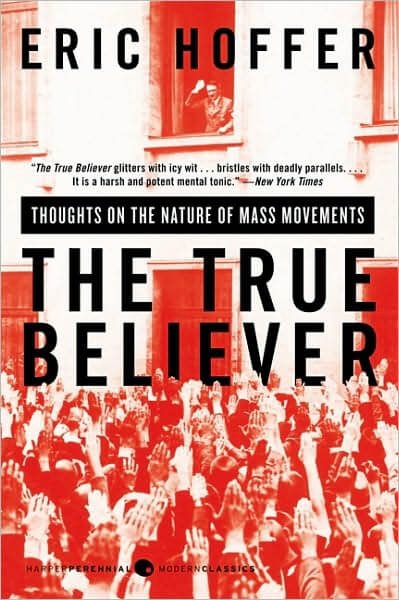 ERIC HOFFER
“The True Believer glitters with icy wit . . . bristles with deadly parallels. . . .
It is a harsh and potent mental tonic.” —New York Times
THOUGHTS ON THE NATURE OF MASS MOVEMENTS
THE TRUE
BELIEVER
HARPERPERENNIAL MODERNCLASSICS